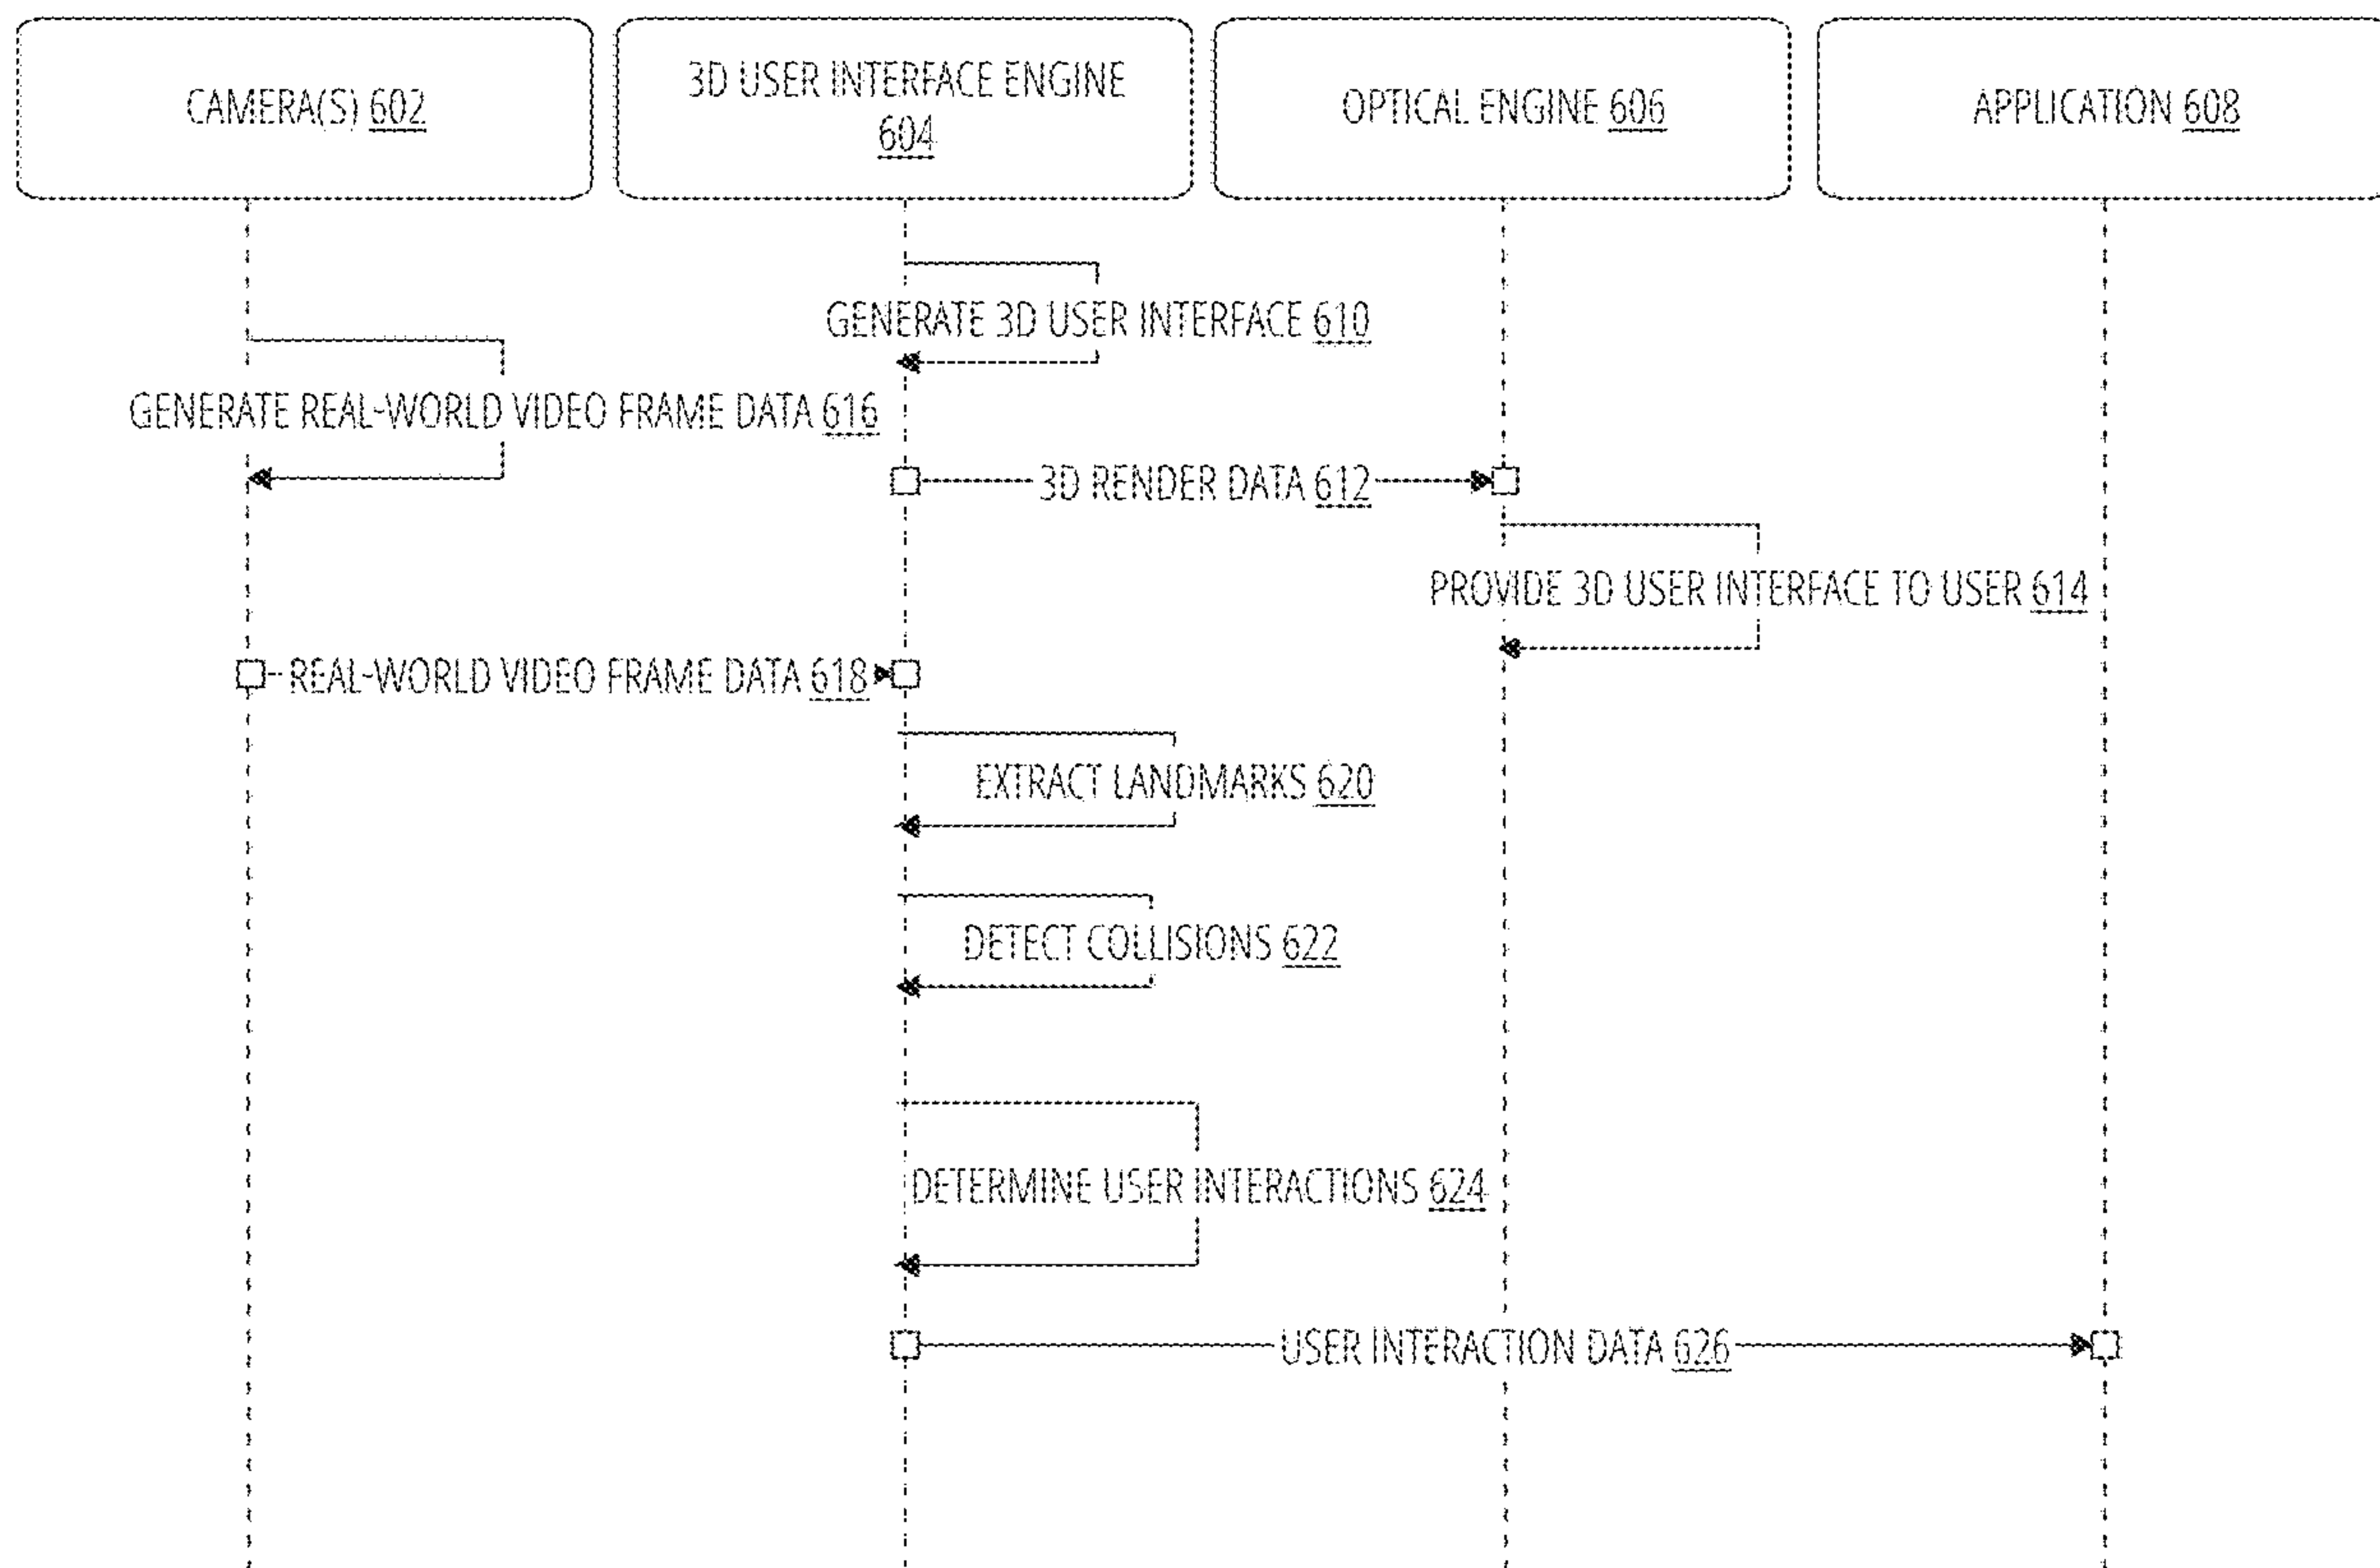 CAMERA(S) 602
3D USER INTERFACE ENGINE
604
OPTICAL ENGINE 606
APPLICATION 608
GENERATE 3D USER INTERFACE 610
GENERATE REAL-WORLD VIDEO FRAME DATA 616
3D RENDER DATA 612
PROVIDE 3D USER INTERFACE TO USER 614
REAL-WORLD VIDEO FRAME DATA 618
EXTRACT LANDMARKS 620
DETECT COLLISIONS 622
DETERMINE USER INTERACTIONS 624
USER INTERACTION DATA 626